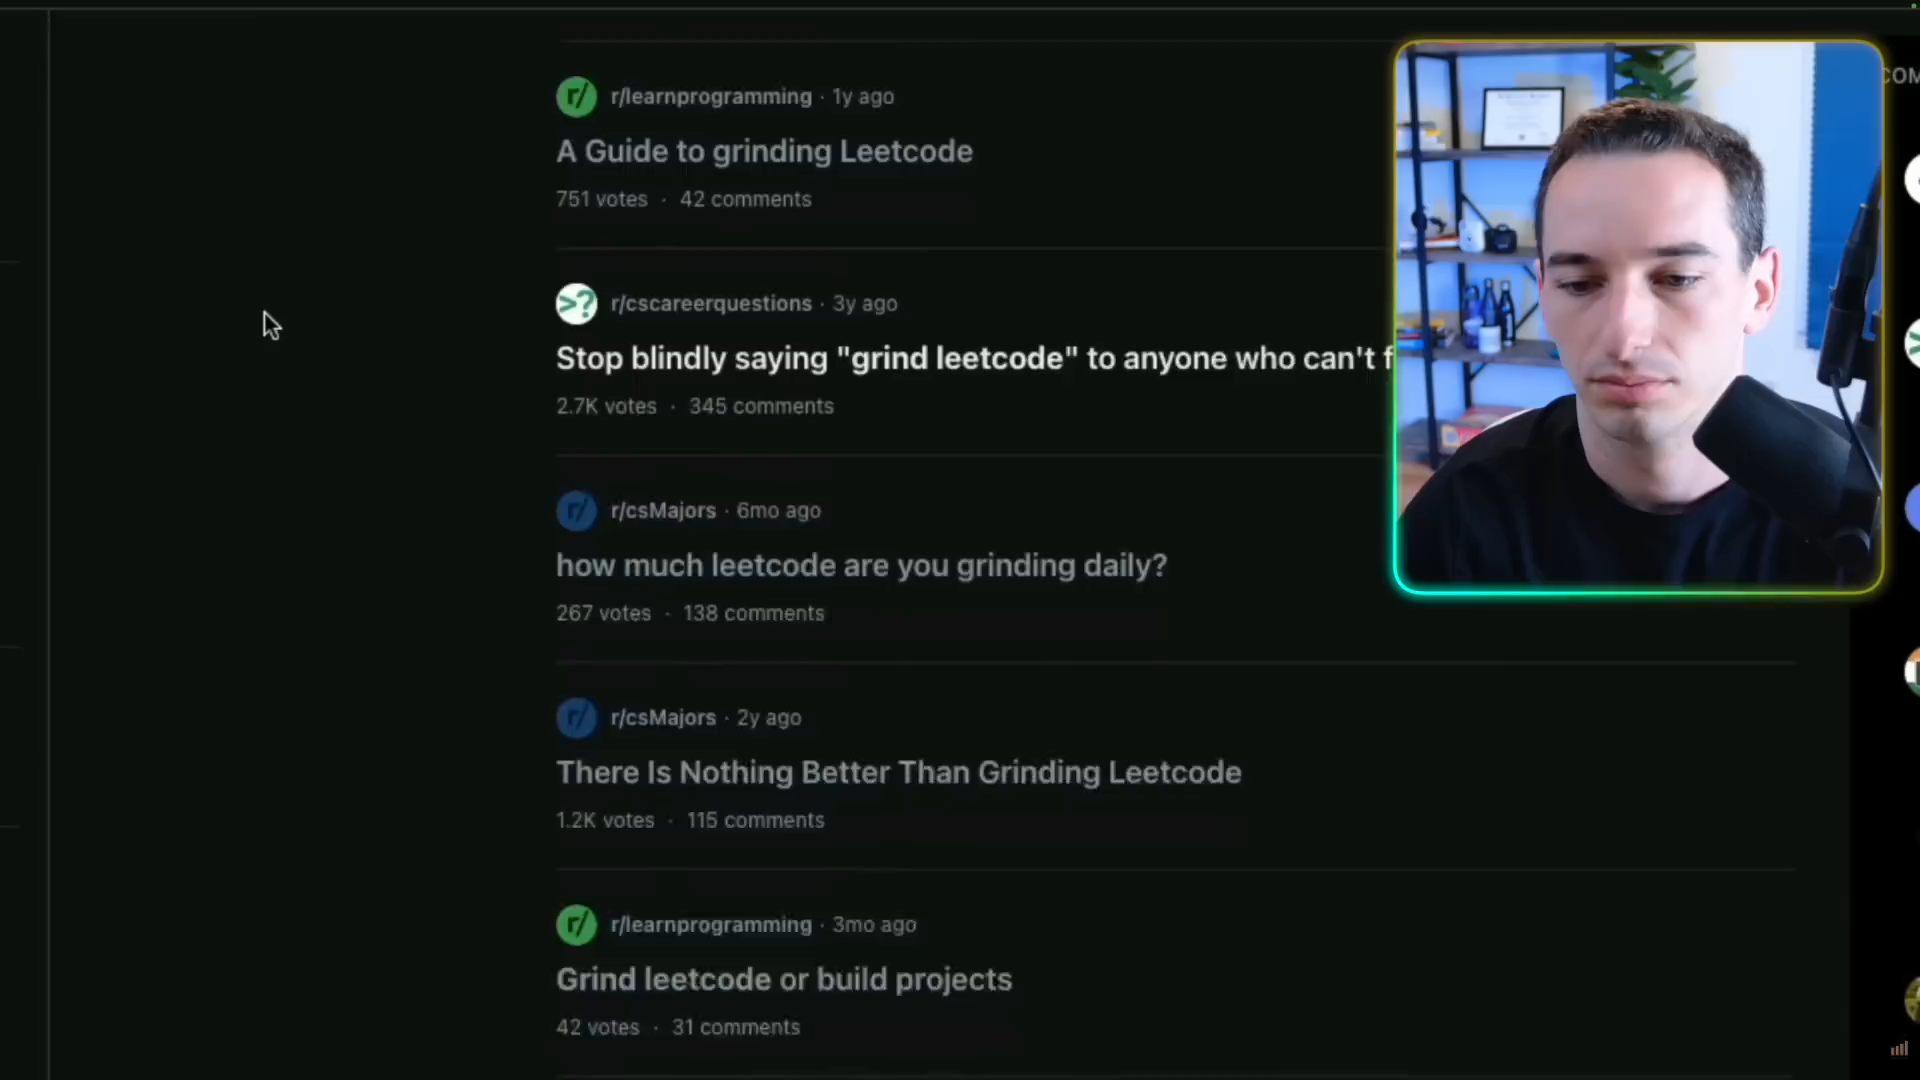 r/learnprogramming · 1y ago
A Guide to grinding Leetcode
751 votes · 42 comments
r/cscareerquestions · 3y ago
Stop blindly saying "grind leetcode" to anyone who can't f
2.7K votes · 345 comments
r/csMajors · 6mo ago
how much leetcode are you grinding daily?
267 votes · 138 comments
r/csMajors · 2y ago
There Is Nothing Better Than Grinding Leetcode
1.2K votes · 115 comments
r/learnprogramming · 3mo ago
Grind leetcode or build projects
42 votes · 31 comments
COM